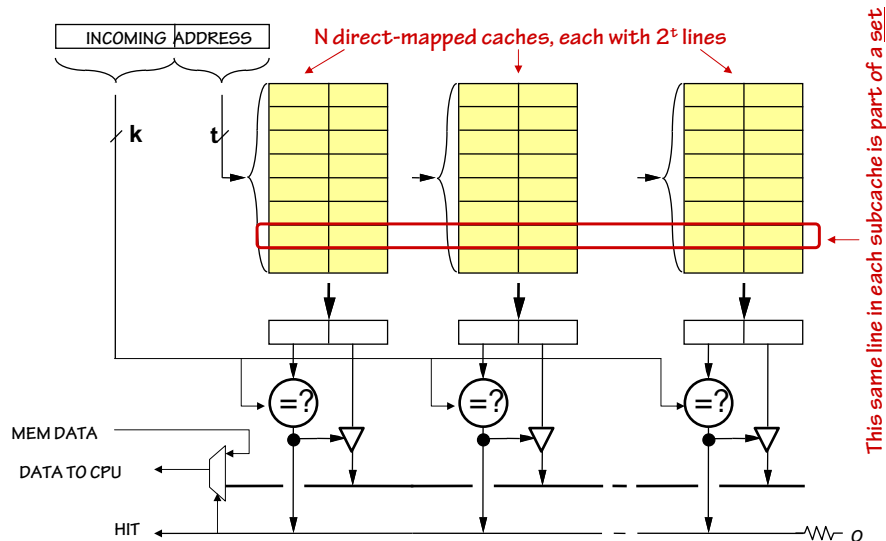 INCOMING ADDRESS
N direct-mapped caches, each with 2ᵗ lines
k
t
This same line in each subcache is part of a set
=?
=?
=?
MEM DATA
DATA TO CPU
HIT
0